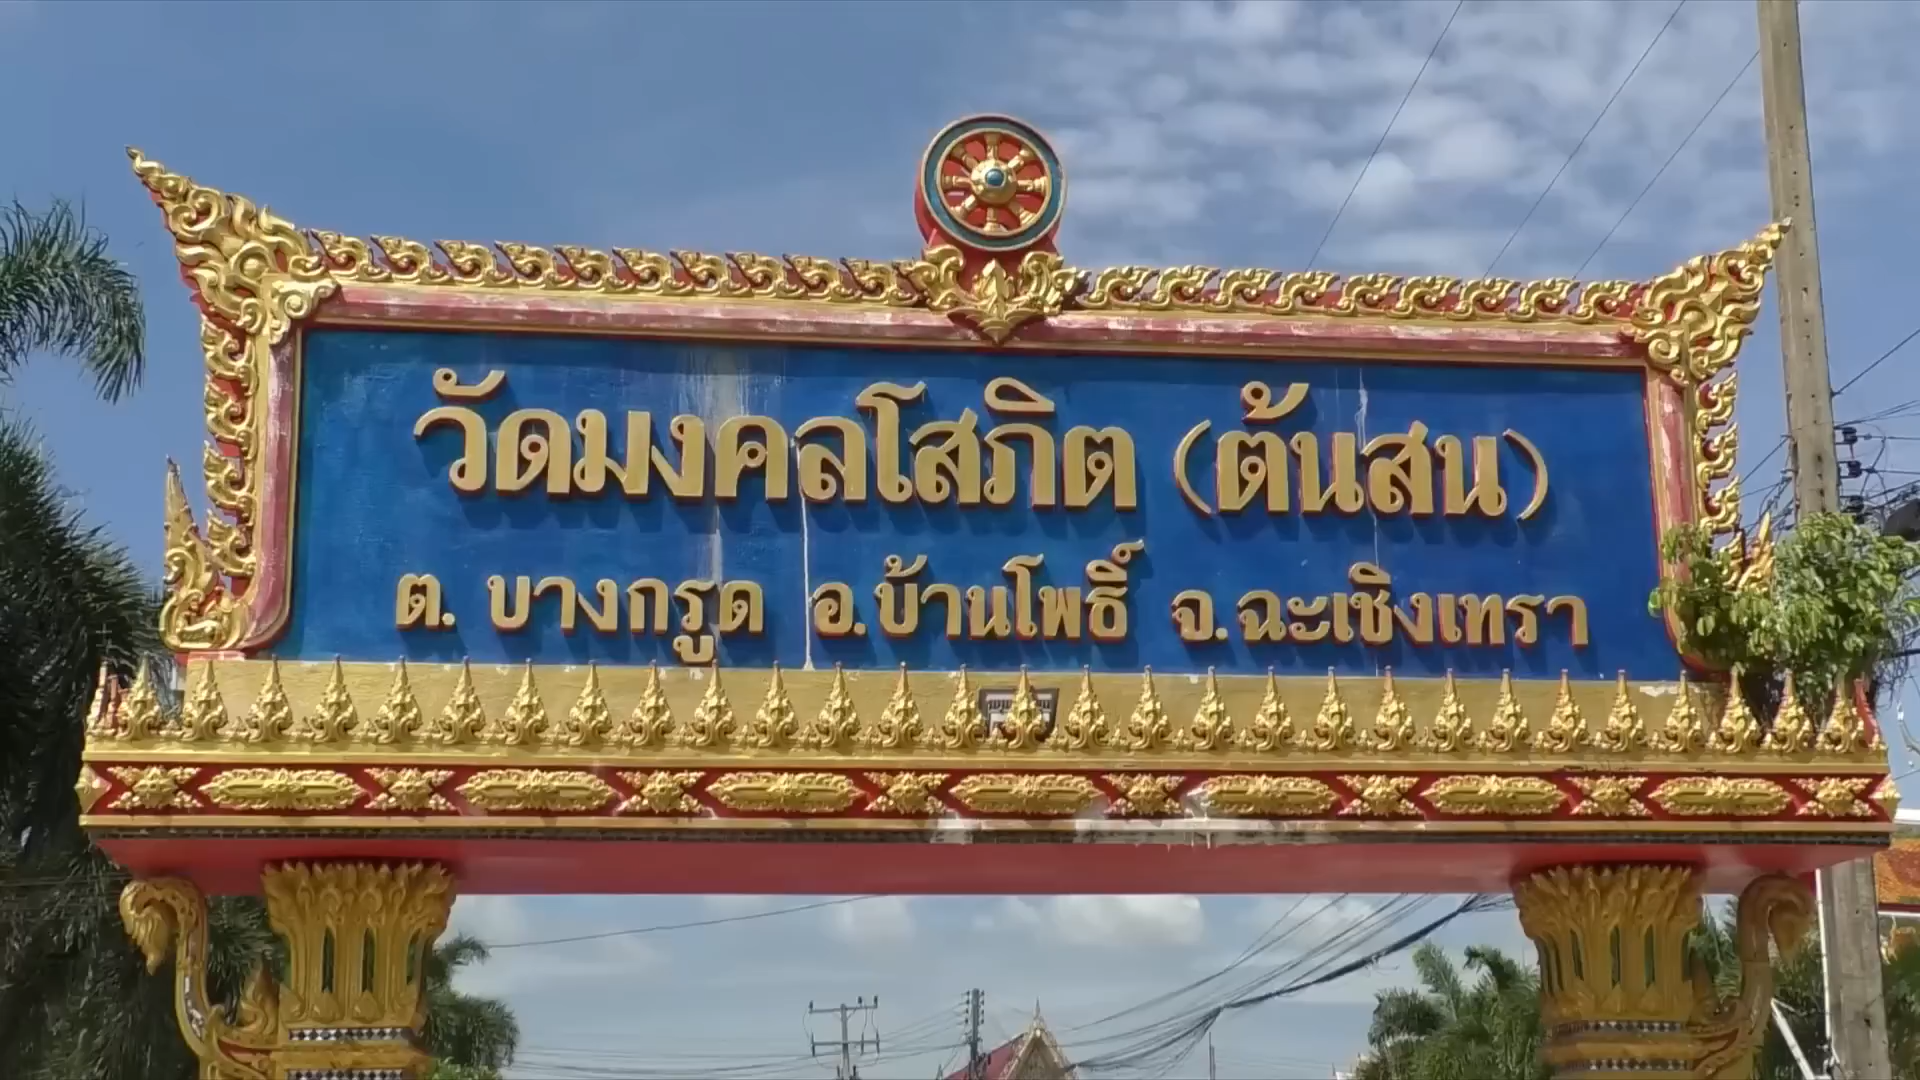 วัดมงคลโสภิต (ต้นสน)
ต. บางกรูด อ.บ้านโพธิ์ จ.ฉะเชิงเทรา